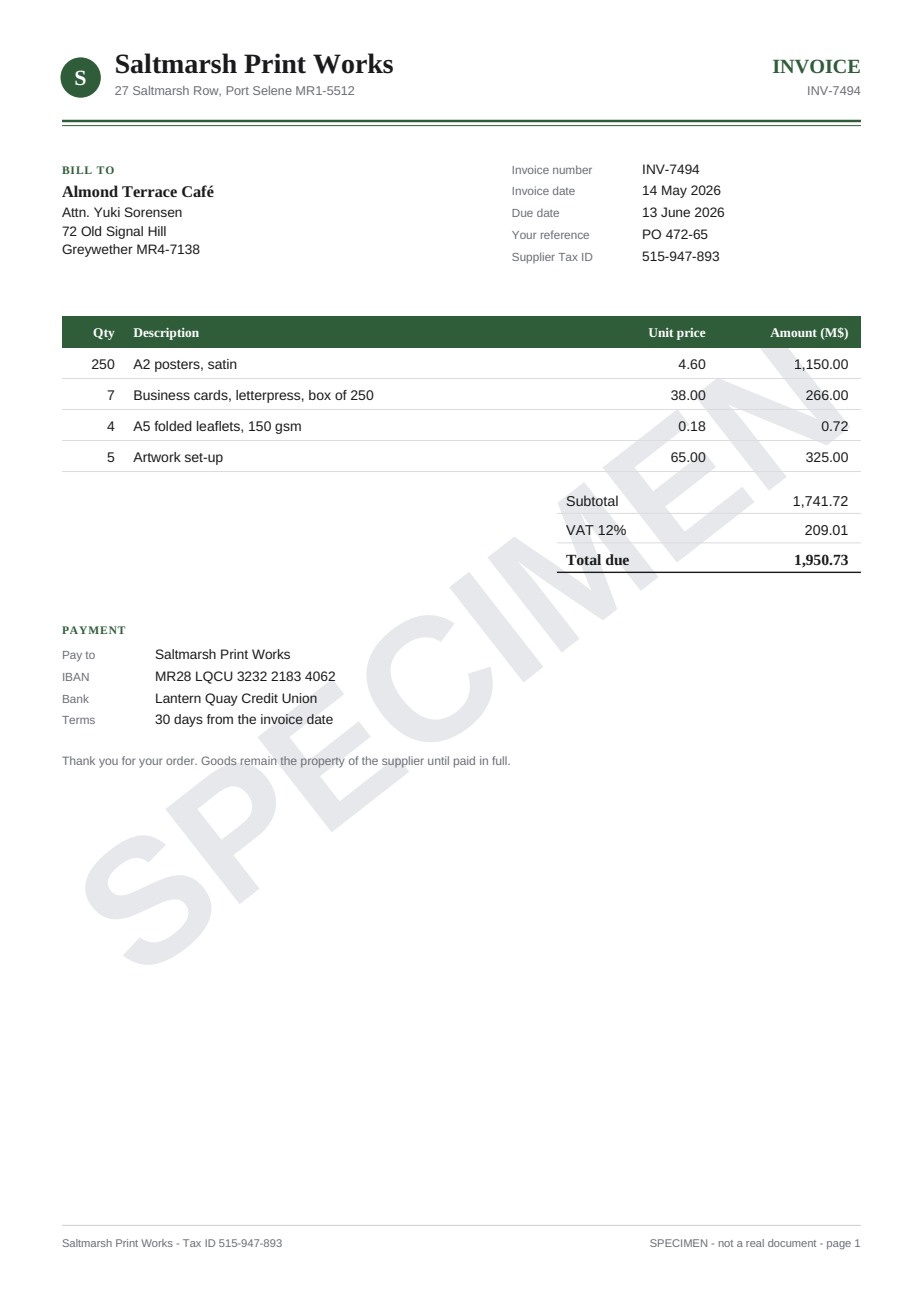 S
Saltmarsh Print Works
27 Saltmarsh Row, Port Selene MR1-5512
INVOICE
INV-7494
BILL TO
Almond Terrace Café
Attn. Yuki Sorensen
72 Old Signal Hill
Greywether MR4-7138
Invoice number INV-7494
Invoice date 14 May 2026
Due date 13 June 2026
Your reference PO 472-65
Supplier Tax ID 515-947-893
Qty Description Unit price Amount (M$)
250 A2 posters, satin 4.60 1,150.00
7 Business cards, letterpress, box of 250 38.00 266.00
4 A5 folded leaflets, 150 gsm 0.18 0.72
5 Artwork set-up 65.00 325.00
Subtotal 1,741.72
VAT 12% 209.01
Total due 1,950.73
PAYMENT
Pay to Saltmarsh Print Works
IBAN MR28 LQCU 3232 2183 4062
Bank Lantern Quay Credit Union
Terms 30 days from the invoice date
Thank you for your order. Goods remain the property of the supplier until paid in full.
SPECIMEN
Saltmarsh Print Works - Tax ID 515-947-893
SPECIMEN - not a real document - page 1